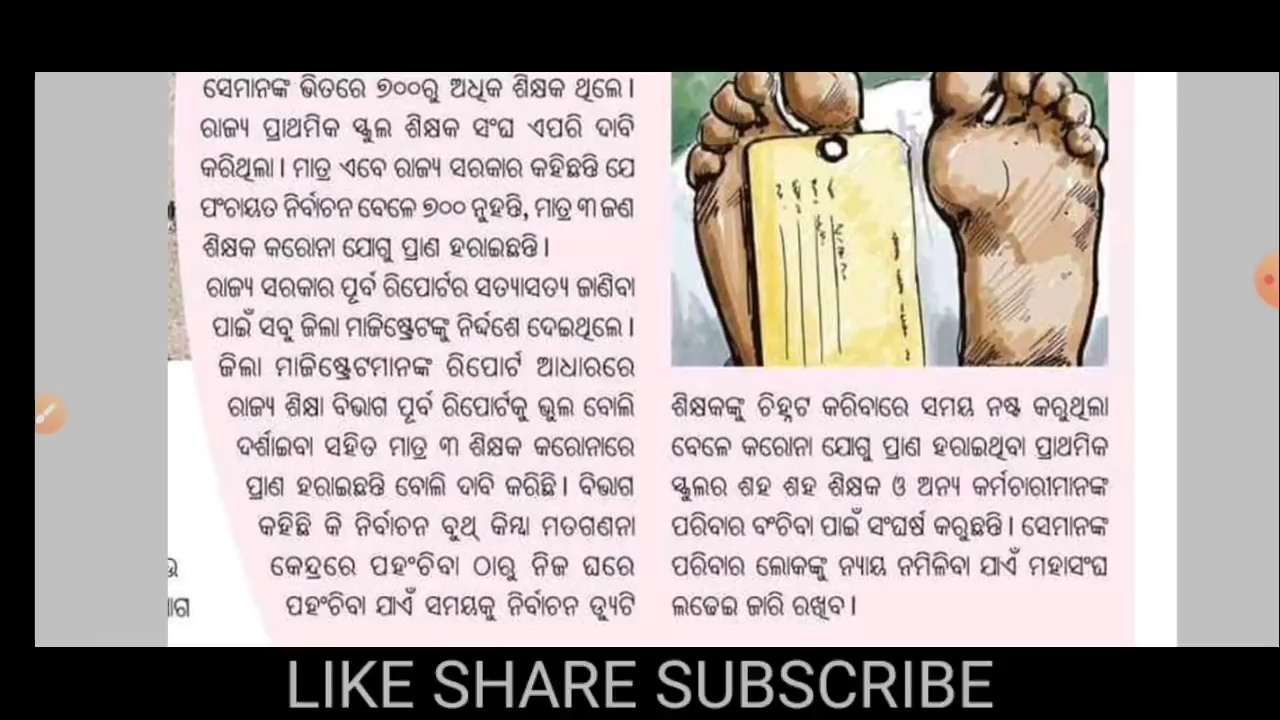 ସେମାନଙ୍କ ଭିତରେ ୭୦୦ରୁ ଅଧିକ ଶିକ୍ଷକ ଥିଲେ।
ରାଜ୍ୟ ପ୍ରାଥମିକ ସ୍କୁଲ ଶିକ୍ଷକ ସଂଘ ଏପରି ଦାବି
କରିଥିଲା। ମାତ୍ର ଏବେ ରାଜ୍ୟ ସରକାର କହିଛନ୍ତି ଯେ
ପଂଚାୟତ ନିର୍ବାଚନ ବେଳେ ୭୦୦ ନୁହନ୍ତି, ମାତ୍ର ୩ ଜଣ
ଶିକ୍ଷକ କରୋନା ଯୋଗୁ ପ୍ରାଣ ହରାଇଛନ୍ତି।
ରାଜ୍ୟ ସରକାର ପୂର୍ବ ରିପୋର୍ଟର ସତ୍ୟାସତ୍ୟ ଜାଣିବା
ପାଇଁ ସବୁ ଜିଲା ମାଜିଷ୍ଟ୍ରେଟଙ୍କୁ ନିର୍ଦ୍ଦଶେ ଦେଇଥିଲେ।
ଜିଲା ମାଜିଷ୍ଟ୍ରେଟମାନଙ୍କ ରିପୋର୍ଟ ଆଧାରରେ
ରାଜ୍ୟ ଶିକ୍ଷା ବିଭାଗ ପୂର୍ବ ରିପୋର୍ଟକୁ ଭୁଲ ବୋଲି
ଦର୍ଶାଇବା ସହିତ ମାତ୍ର ୩ ଶିକ୍ଷକ କରୋନାରେ
ପ୍ରାଣ ହରାଇଛନ୍ତି ବୋଲି ଦାବି କରିଛି। ବିଭାଗ
କହିଛି କି ନିର୍ବାଚନ ବୁଥ୍ କିମ୍ବା ମତଗଣନା
କେନ୍ଦ୍ରରେ ପହଂଚିବା ଠାରୁ ନିଜ ଘରେ
ପହଂଚିବା ଯାଏଁ ସମୟକୁ ନିର୍ବାଚନ ଡ୍ୟୁଟି
ଶିକ୍ଷକଙ୍କୁ ଚିହ୍ନଟ କରିବାରେ ସମୟ ନଷ୍ଟ କରୁଥିଲା
ବେଳେ କରୋନା ଯୋଗୁ ପ୍ରାଣ ହରାଇଥିବା ପ୍ରାଥମିକ
ସ୍କୁଲର ଶହ ଶହ ଶିକ୍ଷକ ଓ ଅନ୍ୟ କର୍ମଚାରୀମାନଙ୍କ
ପରିବାର ବଂଚିବା ପାଇଁ ସଂଘର୍ଷ କରୁଛନ୍ତି। ସେମାନଙ୍କ
ପରିବାର ଲୋକଙ୍କୁ ନ୍ୟାୟ ନମିଳିବା ଯାଏଁ ମହାସଂଘ
ଲଢେଇ ଜାରି ରଖିବ।
LIKE SHARE SUBSCRIBE